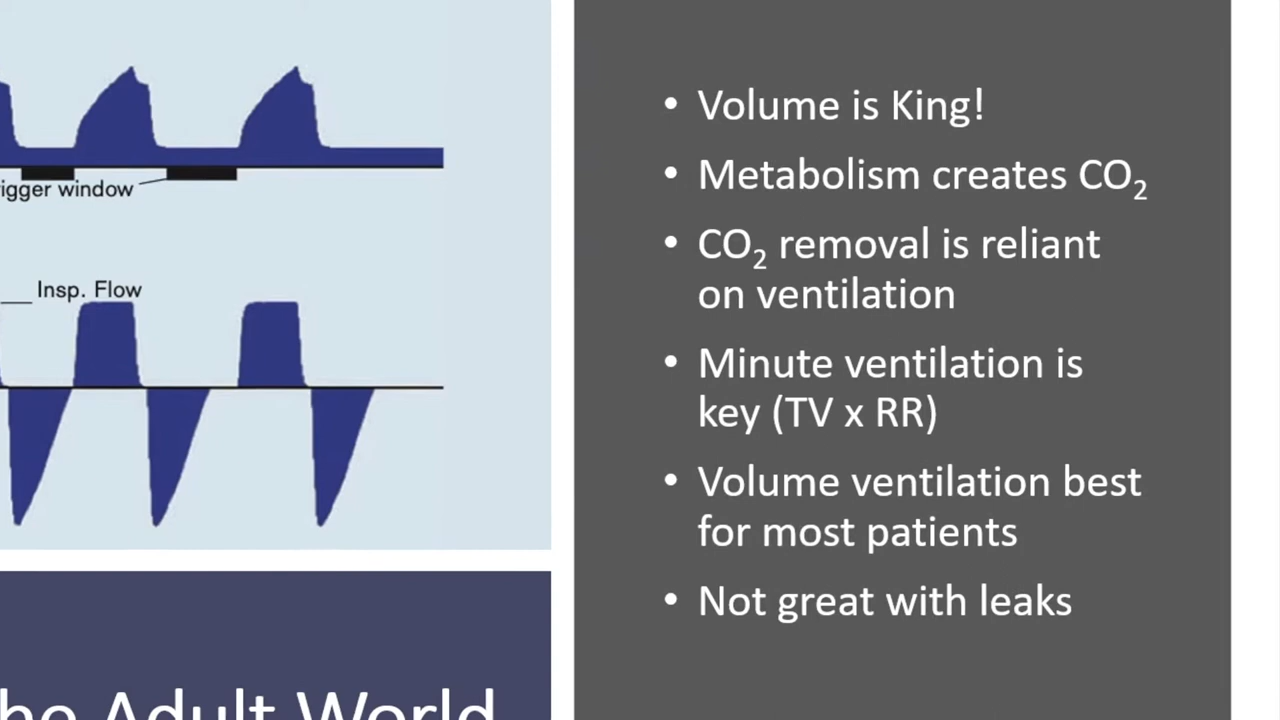 rigger window
Insp. Flow
he Adult World
• Volume is King!
• Metabolism creates CO₂
• CO₂ removal is reliant
on ventilation
• Minute ventilation is
key (TV x RR)
• Volume ventilation best
for most patients
• Not great with leaks